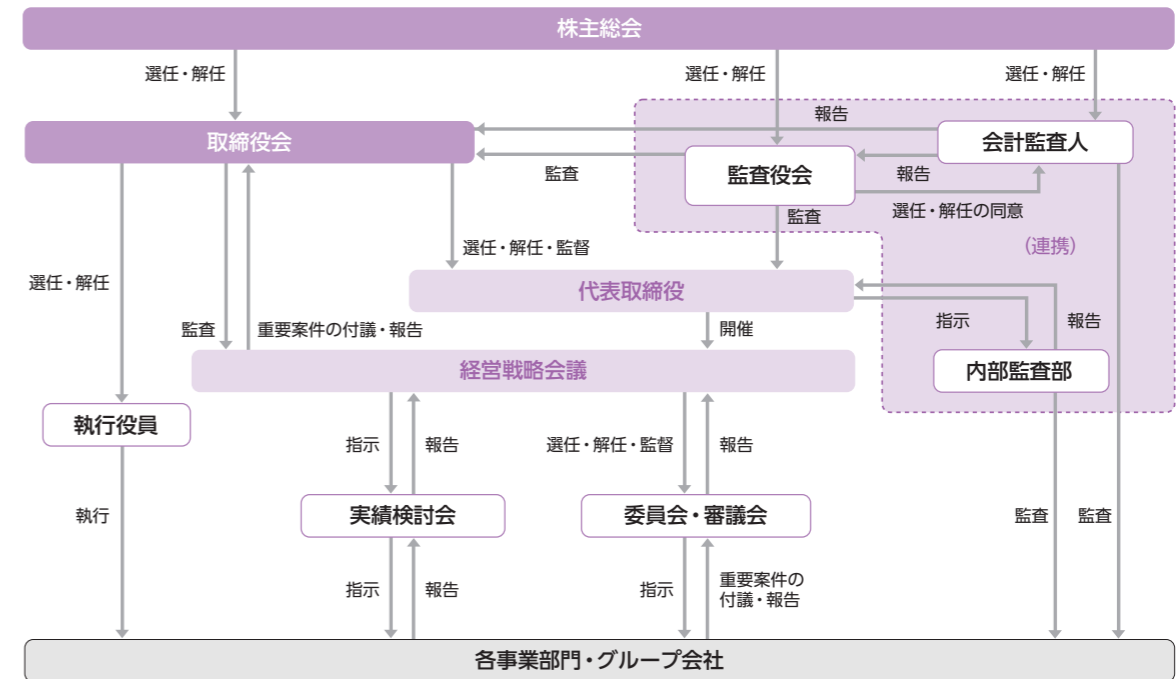 株主総会
選任・解任
選任・解任
選任・解任
報告
取締役会
会計監査人
監査
監査役会
報告
選任・解任の同意
監査
(連携)
選任・解任・監督
選任・解任
代表取締役
監査
重要案件の付議・報告
開催
指示
報告
経営戦略会議
内部監査部
執行役員
指示
報告
選任・解任・監督
報告
執行
実績検討会
委員会・審議会
監査
監査
指示
報告
指示
重要案件の
付議・報告
各事業部門・グループ会社